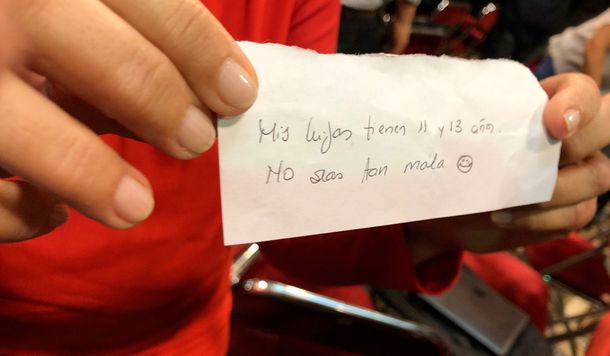 Mis hijas tienen 11 y 13 años.
No seas tan mala ☺